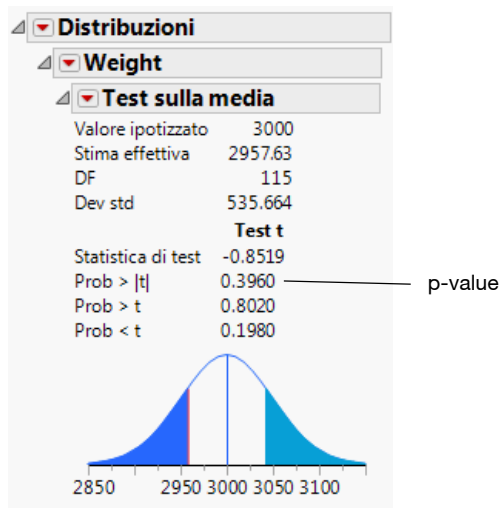 Distribuzioni
Weight
Test sulla media
Valore ipotizzato 3000
Stima effettiva 2957.63
DF 115
Dev std 535.664
Test t
Statistica di test -0.8519
Prob > |t| 0.3960 p-value
Prob > t 0.8020
Prob < t 0.1980
2850 2950 3000 3050 3100